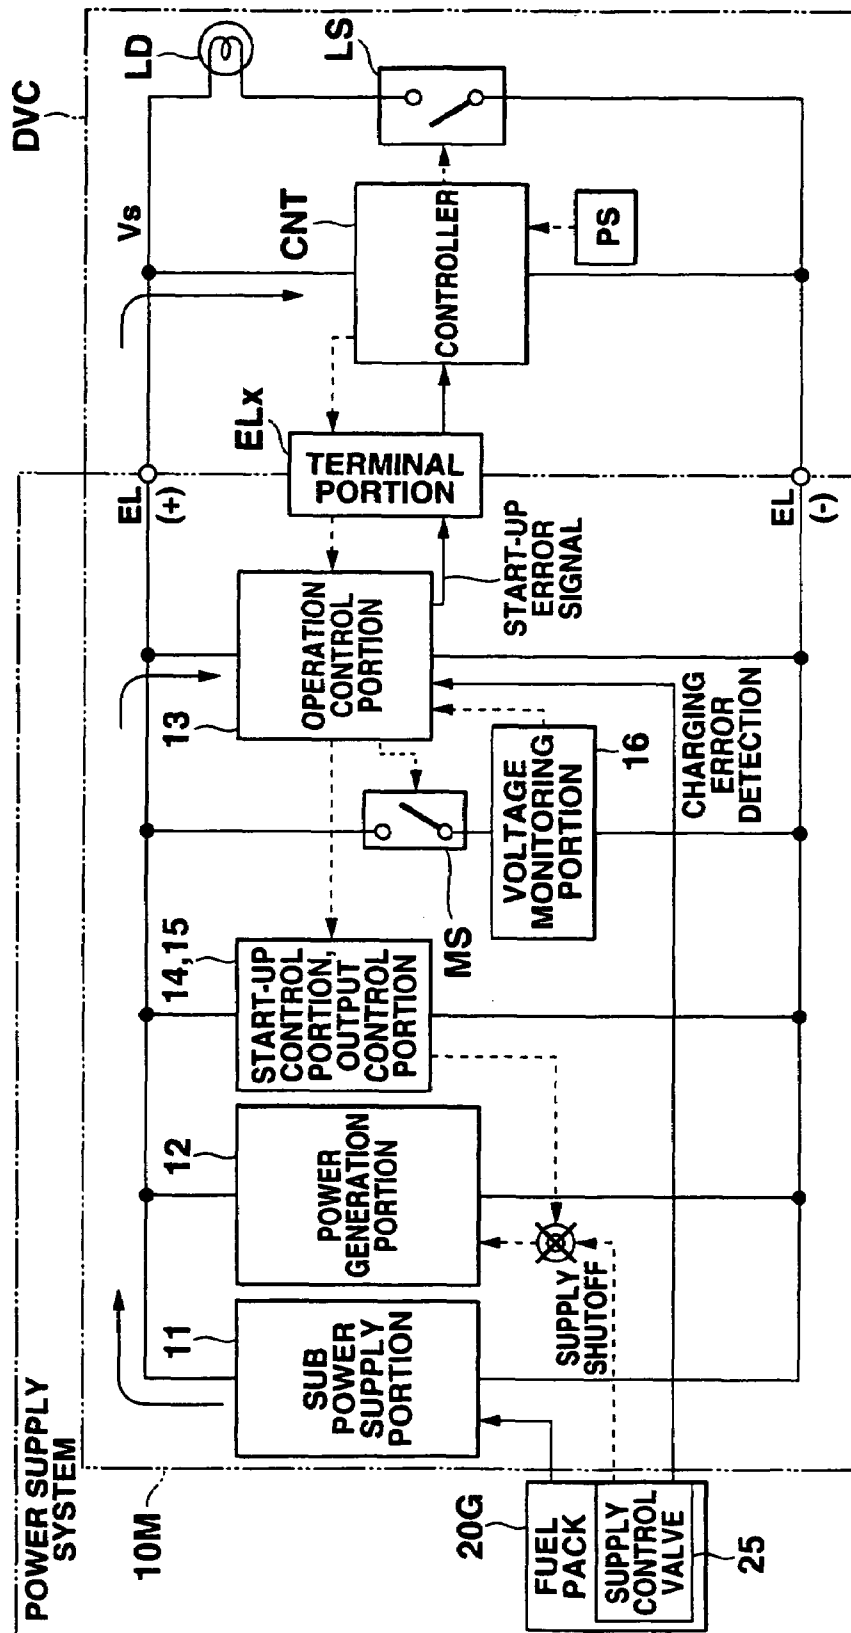 POWER SUPPLY
SYSTEM
10M
DVC
11
SUB
POWER
SUPPLY
PORTION
12
POWER
GENERATION
PORTION
14,15
START-UP
CONTROL
PORTION,
OUTPUT
CONTROL
PORTION
13
OPERATION
CONTROL
PORTION
EL
(+)
ELx
TERMINAL
PORTION
Vs
CNT
CONTROLLER
LD
LS
PS
MS
VOLTAGE
MONITORING
PORTION
16
START-UP
ERROR
SIGNAL
SUPPLY
SHUTOFF
CHARGING
ERROR
DETECTION
EL
(-)
20G
FUEL
PACK
SUPPLY
CONTROL
VALVE
25